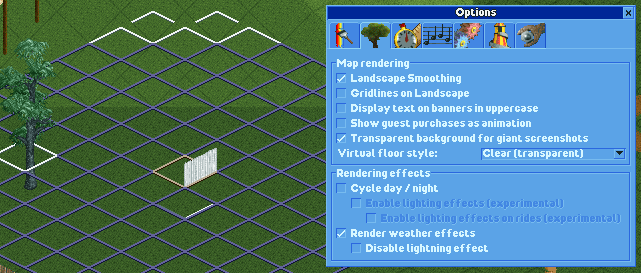 Options
Map rendering
Landscape Smoothing
Gridlines on Landscape
Display text on banners in uppercase
Show guest purchases as animation
Transparent background for giant screenshots
Virtual floor style: Clear (transparent)
Rendering effects
Cycle day / night
Enable lighting effects (experimental)
Enable lighting effects on rides (experimental)
Render weather effects
Disable lightning effect